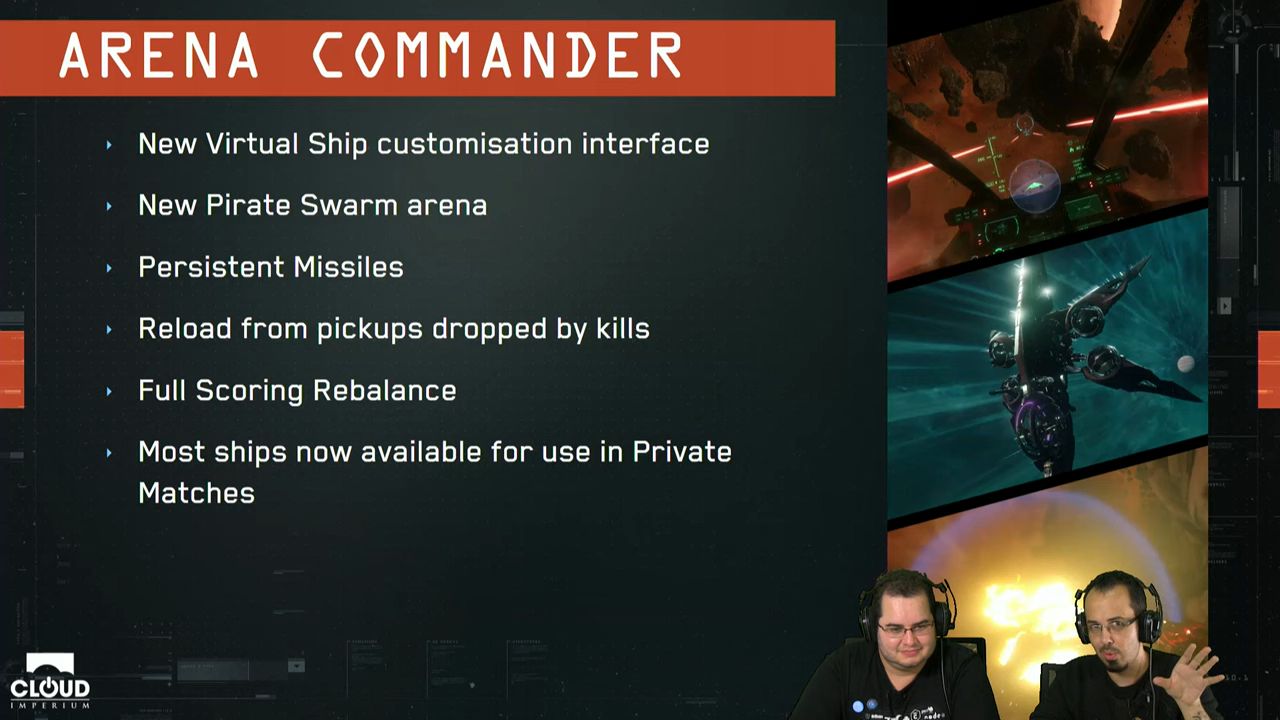 ARENA COMMANDER
New Virtual Ship customisation interface
New Pirate Swarm arena
Persistent Missiles
Reload from pickups dropped by kills
Full Scoring Rebalance
Most ships now available for use in Private
Matches
CLOUD
IMPERIUM